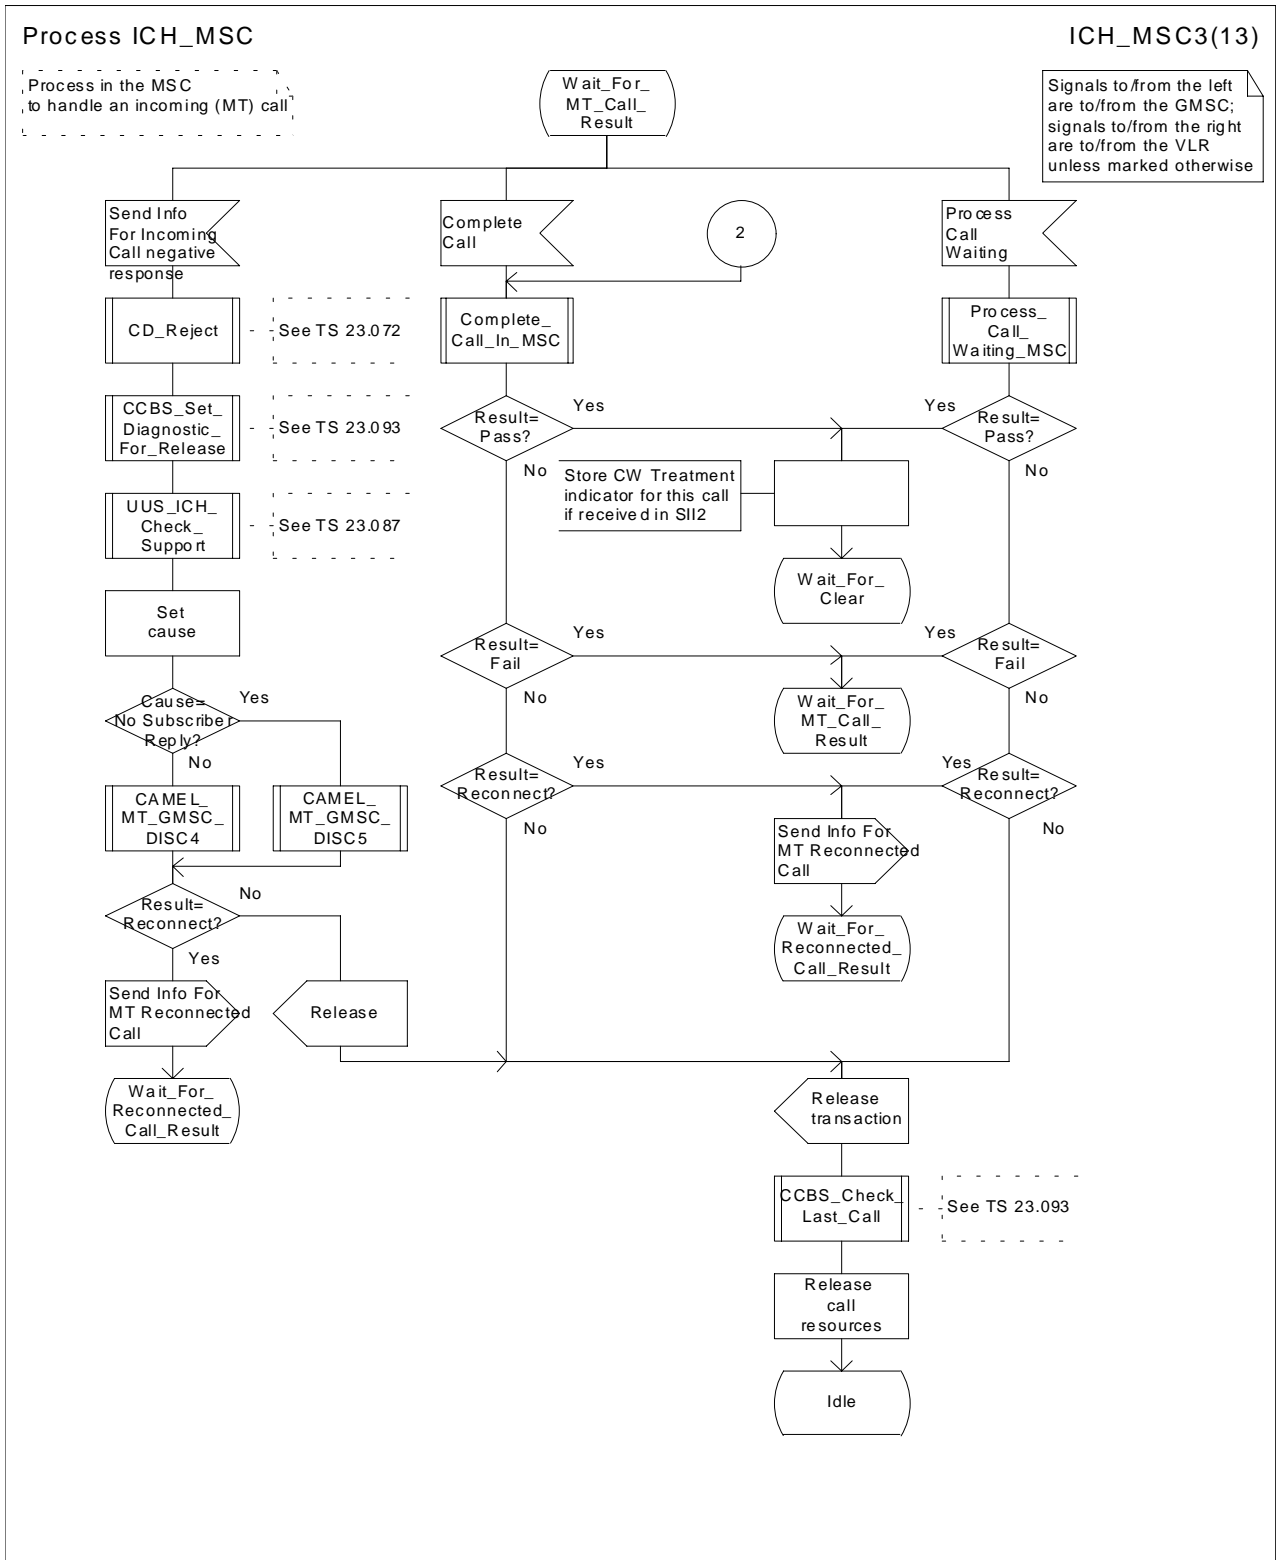 Process ICH_MSC
ICH_MSC3(13)
Process in the MSC
to handle an incoming (MT) call
Wait_For_
MT_Call_
Result
Signals to/from the left
are to/from the GMSC;
signals to/from the right
are to/from the VLR
unless marked otherwise
Send Info
For Incoming
Call negative
response
Complete
Call
2
Process
Call
Waiting
CD_Reject
See TS 23.072
Complete_
Call_In_MSC
Process_
Call_
Waiting_MSC
CCBS_Set_
Diagnostic_
For_Release
See TS 23.093
Result=
Pass?
Yes
No
Yes
Result=
Pass?
No
Store CW Treatment
indicator for this call
if received in SII2
UUS_ICH_
Check_
Support
See TS 23.087
Wait_For_
Clear
Set
cause
Result=
Fail
Yes
No
Yes
Result=
Fail
No
Wait_For_
MT_Call_
Result
Cause=
No Subscriber
Reply?
Yes
No
Result=
Reconnect?
Yes
No
Yes
Result=
Reconnect?
No
CAMEL_
MT_GMSC_
DISC4
CAMEL_
MT_GMSC_
DISC5
Send Info For
MT Reconnected
Call
Result=
Reconnect?
No
Yes
Wait_For_
Reconnected_
Call_Result
Send Info For
MT Reconnected
Call
Release
Wait_For_
Reconnected_
Call_Result
Release
transaction
CCBS_Check_
Last_Call
See TS 23.093
Release
call
resources
Idle